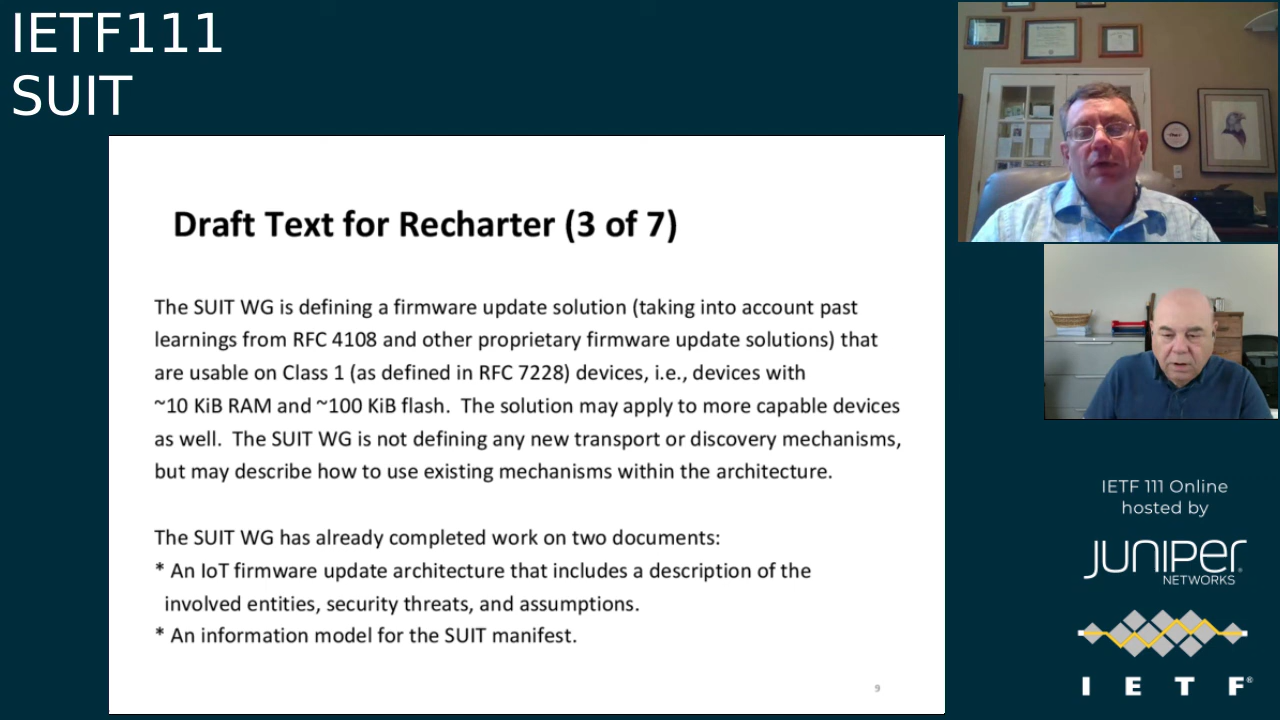 IETF111
SUIT
Draft Text for Recharter (3 of 7)
The SUIT WG is defining a firmware update solution (taking into account past
learnings from RFC 4108 and other proprietary firmware update solutions) that
are usable on Class 1 (as defined in RFC 7228) devices, i.e., devices with
~10 KiB RAM and ~100 KiB flash.  The solution may apply to more capable devices
as well.  The SUIT WG is not defining any new transport or discovery mechanisms,
but may describe how to use existing mechanisms within the architecture.
The SUIT WG has already completed work on two documents:
* An IoT firmware update architecture that includes a description of the
involved entities, security threats, and assumptions.
* An information model for the SUIT manifest.
9
IETF 111 Online
hosted by
JUNIPER
NETWORKS
I E T F®